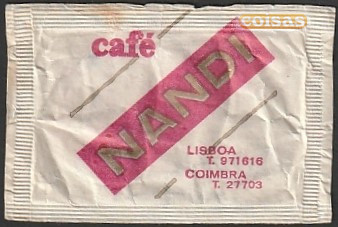 coisas
café
NANDI
LISBOA
T. 971616
COIMBRA
T. 27703